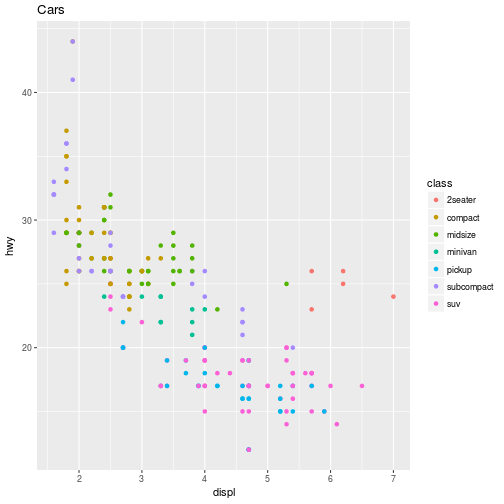 Cars
hwy
40
30
20
2
3
4
5
6
7
displ
class
2seater
compact
midsize
minivan
pickup
subcompact
suv